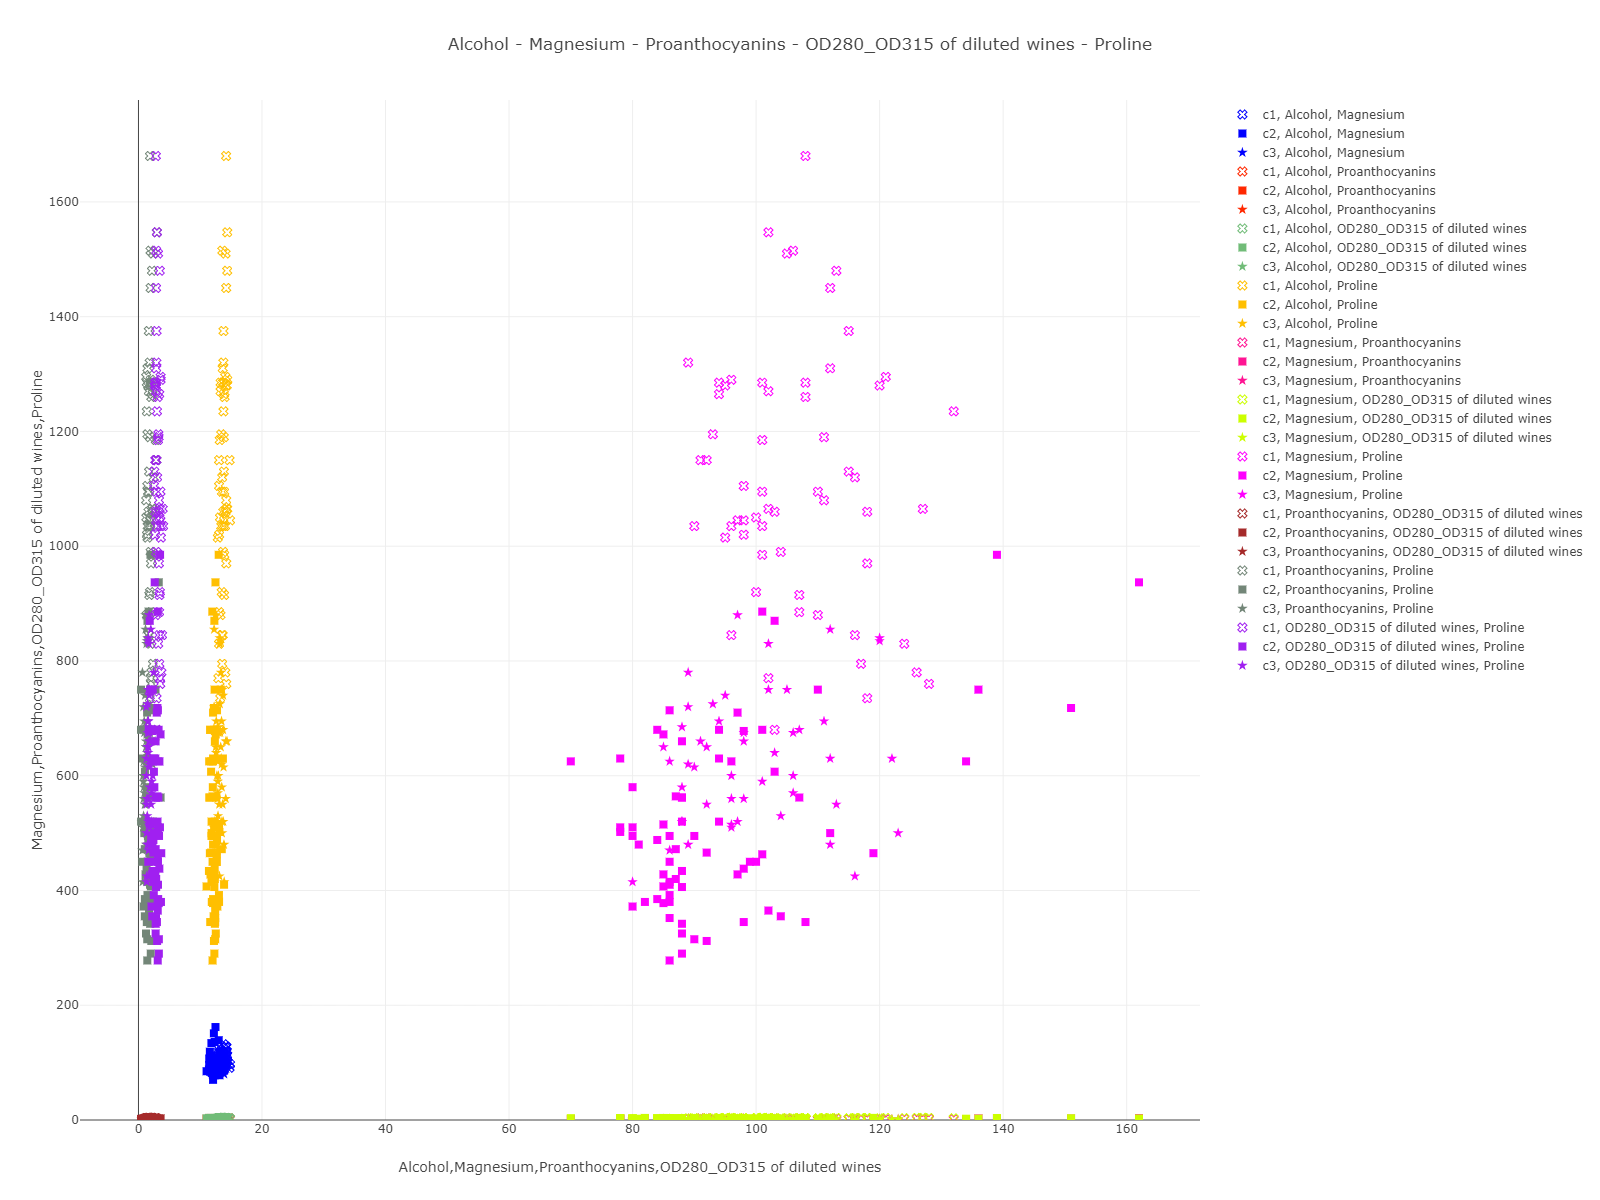 Alcohol - Magnesium - Proanthocyanins - OD280_OD315 of diluted wines - Proline
c1, Alcohol, Magnesium
c2, Alcohol, Magnesium
c3, Alcohol, Magnesium
c1, Alcohol, Proanthocyanins
c2, Alcohol, Proanthocyanins
c3, Alcohol, Proanthocyanins
c1, Alcohol, OD280_OD315 of diluted wines
c2, Alcohol, OD280_OD315 of diluted wines
c3, Alcohol, OD280_OD315 of diluted wines
c1, Alcohol, Proline
c2, Alcohol, Proline
c3, Alcohol, Proline
c1, Magnesium, Proanthocyanins
c2, Magnesium, Proanthocyanins
c3, Magnesium, Proanthocyanins
c1, Magnesium, OD280_OD315 of diluted wines
c2, Magnesium, OD280_OD315 of diluted wines
c3, Magnesium, OD280_OD315 of diluted wines
c1, Magnesium, Proline
c2, Magnesium, Proline
c3, Magnesium, Proline
c1, Proanthocyanins, OD280_OD315 of diluted wines
c2, Proanthocyanins, OD280_OD315 of diluted wines
c3, Proanthocyanins, OD280_OD315 of diluted wines
c1, Proanthocyanins, Proline
c2, Proanthocyanins, Proline
c3, Proanthocyanins, Proline
c1, OD280_OD315 of diluted wines, Proline
c2, OD280_OD315 of diluted wines, Proline
c3, OD280_OD315 of diluted wines, Proline
Magnesium,Proanthocyanins,OD280_OD315 of diluted wines,Proline
1600
1400
1200
1000
800
600
400
200
0
0 20 40 60 80 100 120 140 160
Alcohol,Magnesium,Proanthocyanins,OD280_OD315 of diluted wines